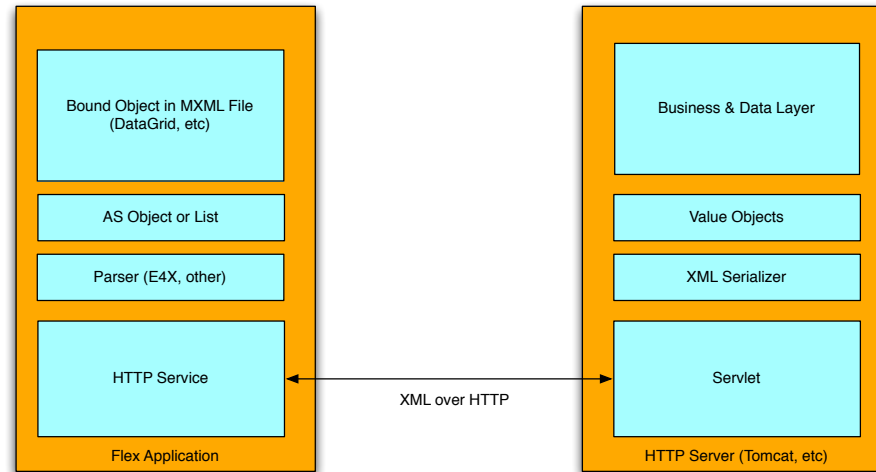 Bound Object in MXML File
(DataGrid, etc)
AS Object or List
Parser (E4X, other)
HTTP Service
Flex Application
XML over HTTP
Business & Data Layer
Value Objects
XML Serializer
Servlet
HTTP Server (Tomcat, etc)